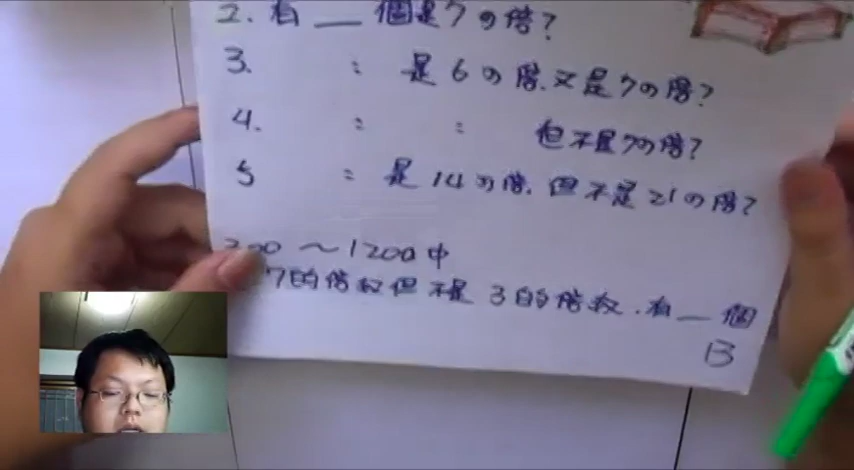 2. 有 __ 個是7の倍?
3. : 是6の倍.又是7の倍?
4. : : 但不是7の倍?
5 : 是14の倍.但不是21の倍?
200 ~1200中
7的倍数但不是3的倍数.有__個
13